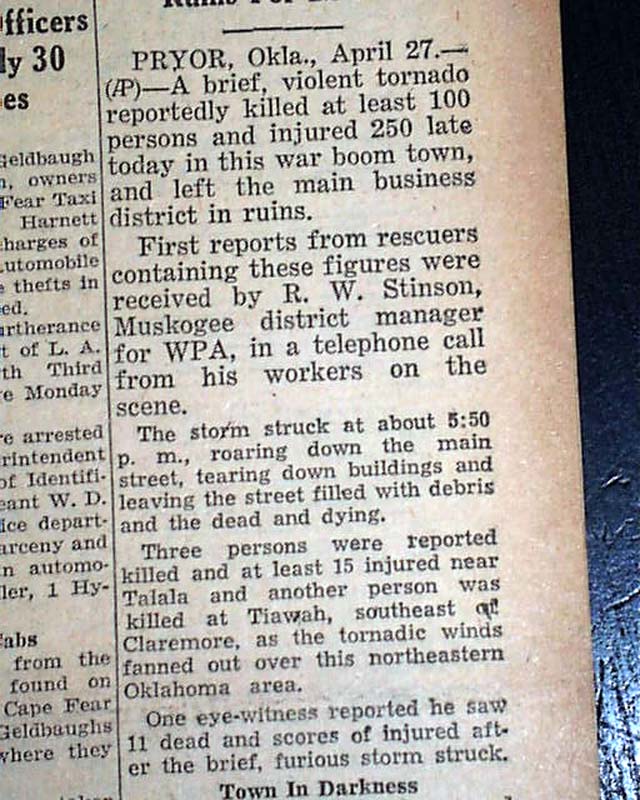 fficers
ly 30
es
Geldbaugh
n, owners
Fear Taxi
Harnett
charges of
utomobile
e thefts in
ed.
urtherance
t of L. A.
th Third
e Monday
re arrested
rintendent
of Identifi-
eant W. D.
lice depart-
arceny and
n automo-
ler, 1 Hy-
abs
from the
found on
Cape Fear
Geldbaughs
where they
PRYOR, Okla., April 27.—
(AP)—A brief, violent tornado
reportedly killed at least 100
persons and injured 250 late
today in this war boom town,
and left the main business
district in ruins.
First reports from rescuers
containing these figures were
received by R. W. Stinson,
Muskogee district manager
for WPA, in a telephone call
from his workers on the
scene.
The storm struck at about 5:50
p. m., roaring down the main
street, tearing down buildings and
leaving the street filled with debris
and the dead and dying.
Three persons were reported
killed and at least 15 injured near
Talala and another person was
killed at Tiawah, southeast of
Claremore, as the tornadic winds
fanned out over this northeastern
Oklahoma area.
One eye-witness reported he saw
11 dead and scores of injured aft-
er the brief, furious storm struck.
Town In Darkness